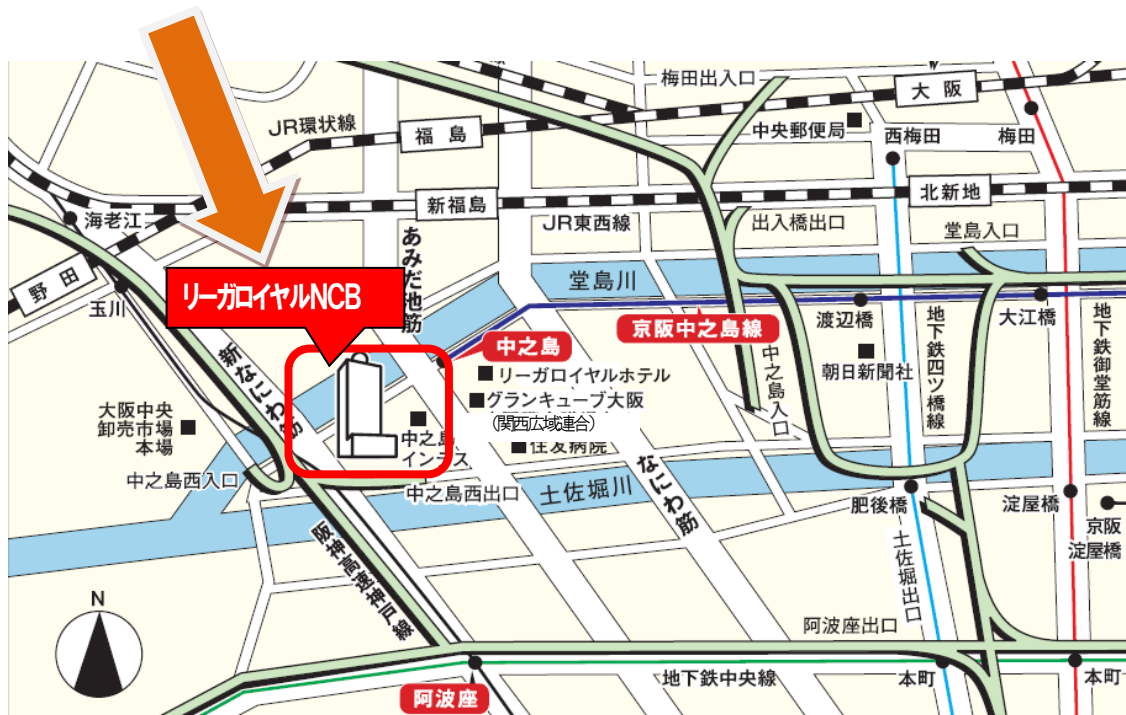 梅田出入口
大阪
JR環状線
福島
中央郵便局
西梅田
梅田
海老江
新福島
JR東西線
出入橋出口
北新地
堂島入口
野田
玉川
リーガロイヤルNCB
あみだ池筋
堂島川
京阪中之島線
渡辺橋
大江橋
地下鉄四ツ橋線
地下鉄御堂筋線
中之島
リーガロイヤルホテル
グランキューブ大阪
(関西広域連合)
住友病院
中之島入口
朝日新聞社
新なにわ筋
大阪中央
卸売市場
本場
中之島
インテス
中之島西入口
中之島西出口
土佐堀川
なにわ筋
肥後橋
淀屋橋
京阪
淀屋橋
阪神高速神戸線
土佐堀出口
N
阿波座出口
阿波座
地下鉄中央線
本町
本町